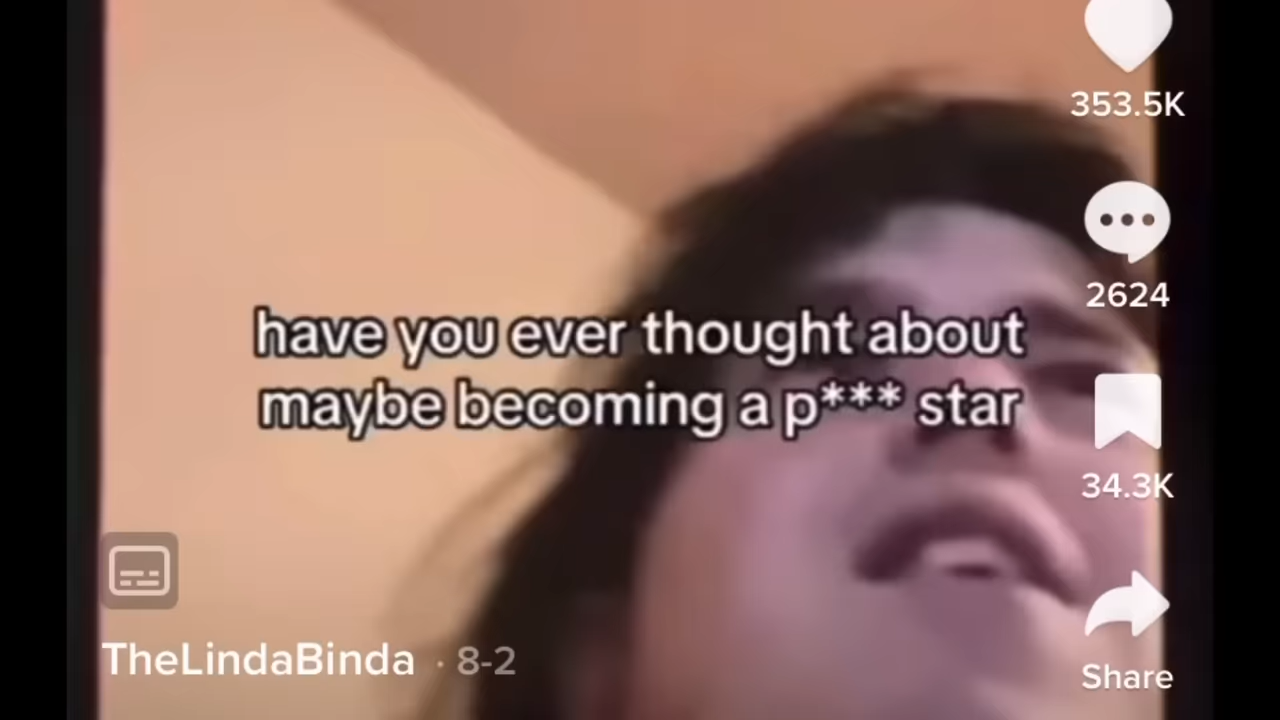 353.5K
2624
have you ever thought about
maybe becoming a p*** star
34.3K
TheLindaBinda · 8-2
Share